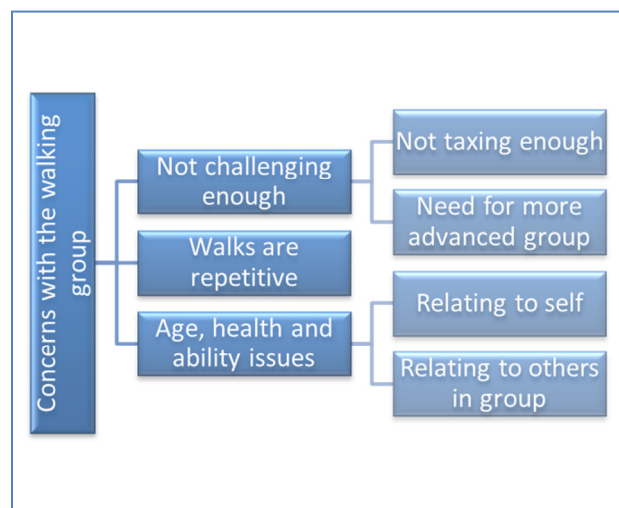 Concerns with the walking
group
Not challenging
enough
Not taxing enough
Need for more
advanced group
Walks are
repetitive
Age, health and
ability issues
Relating to self
Relating to others
in group